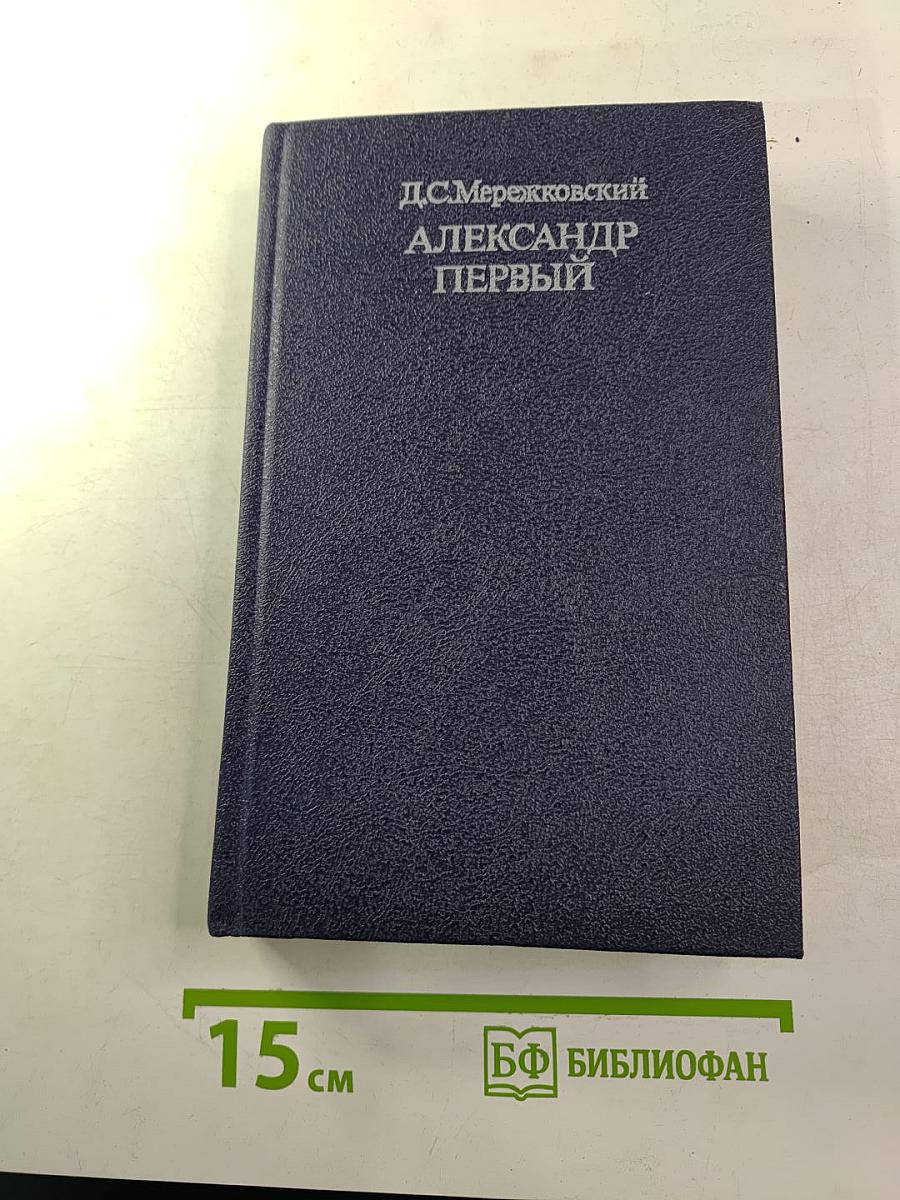 Д.С.Мережковский
АЛЕКСАНДР
ПЕРВЫЙ
15 см
БФ БИБЛИОФАН